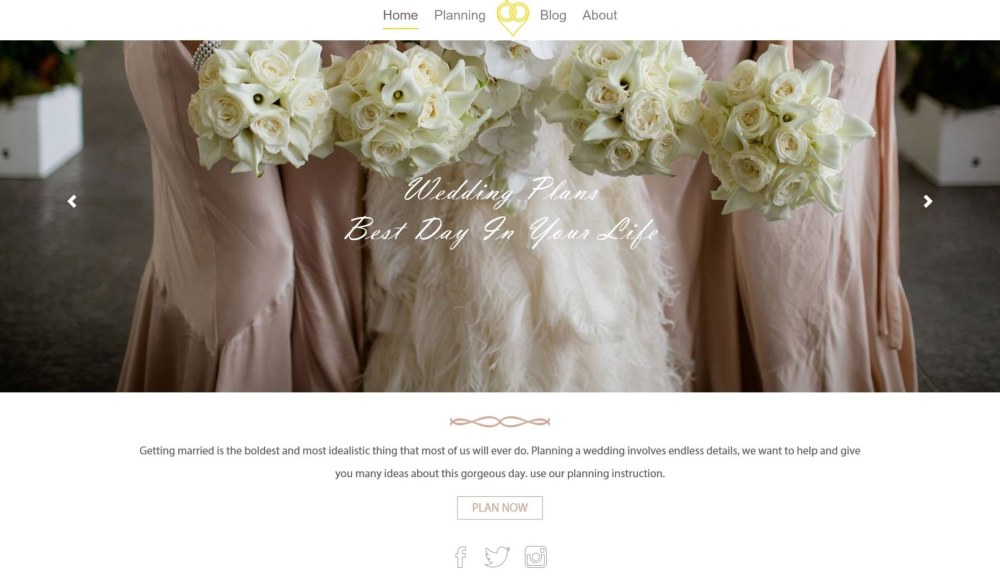 Home Planning Blog About
Wedding Plans
Best Day In Your Life
Getting married is the boldest and most idealistic thing that most of us will ever do. Planning a wedding involves endless details, we want to help and give
you many ideas about this gorgeous day. use our planning instruction.
PLAN NOW